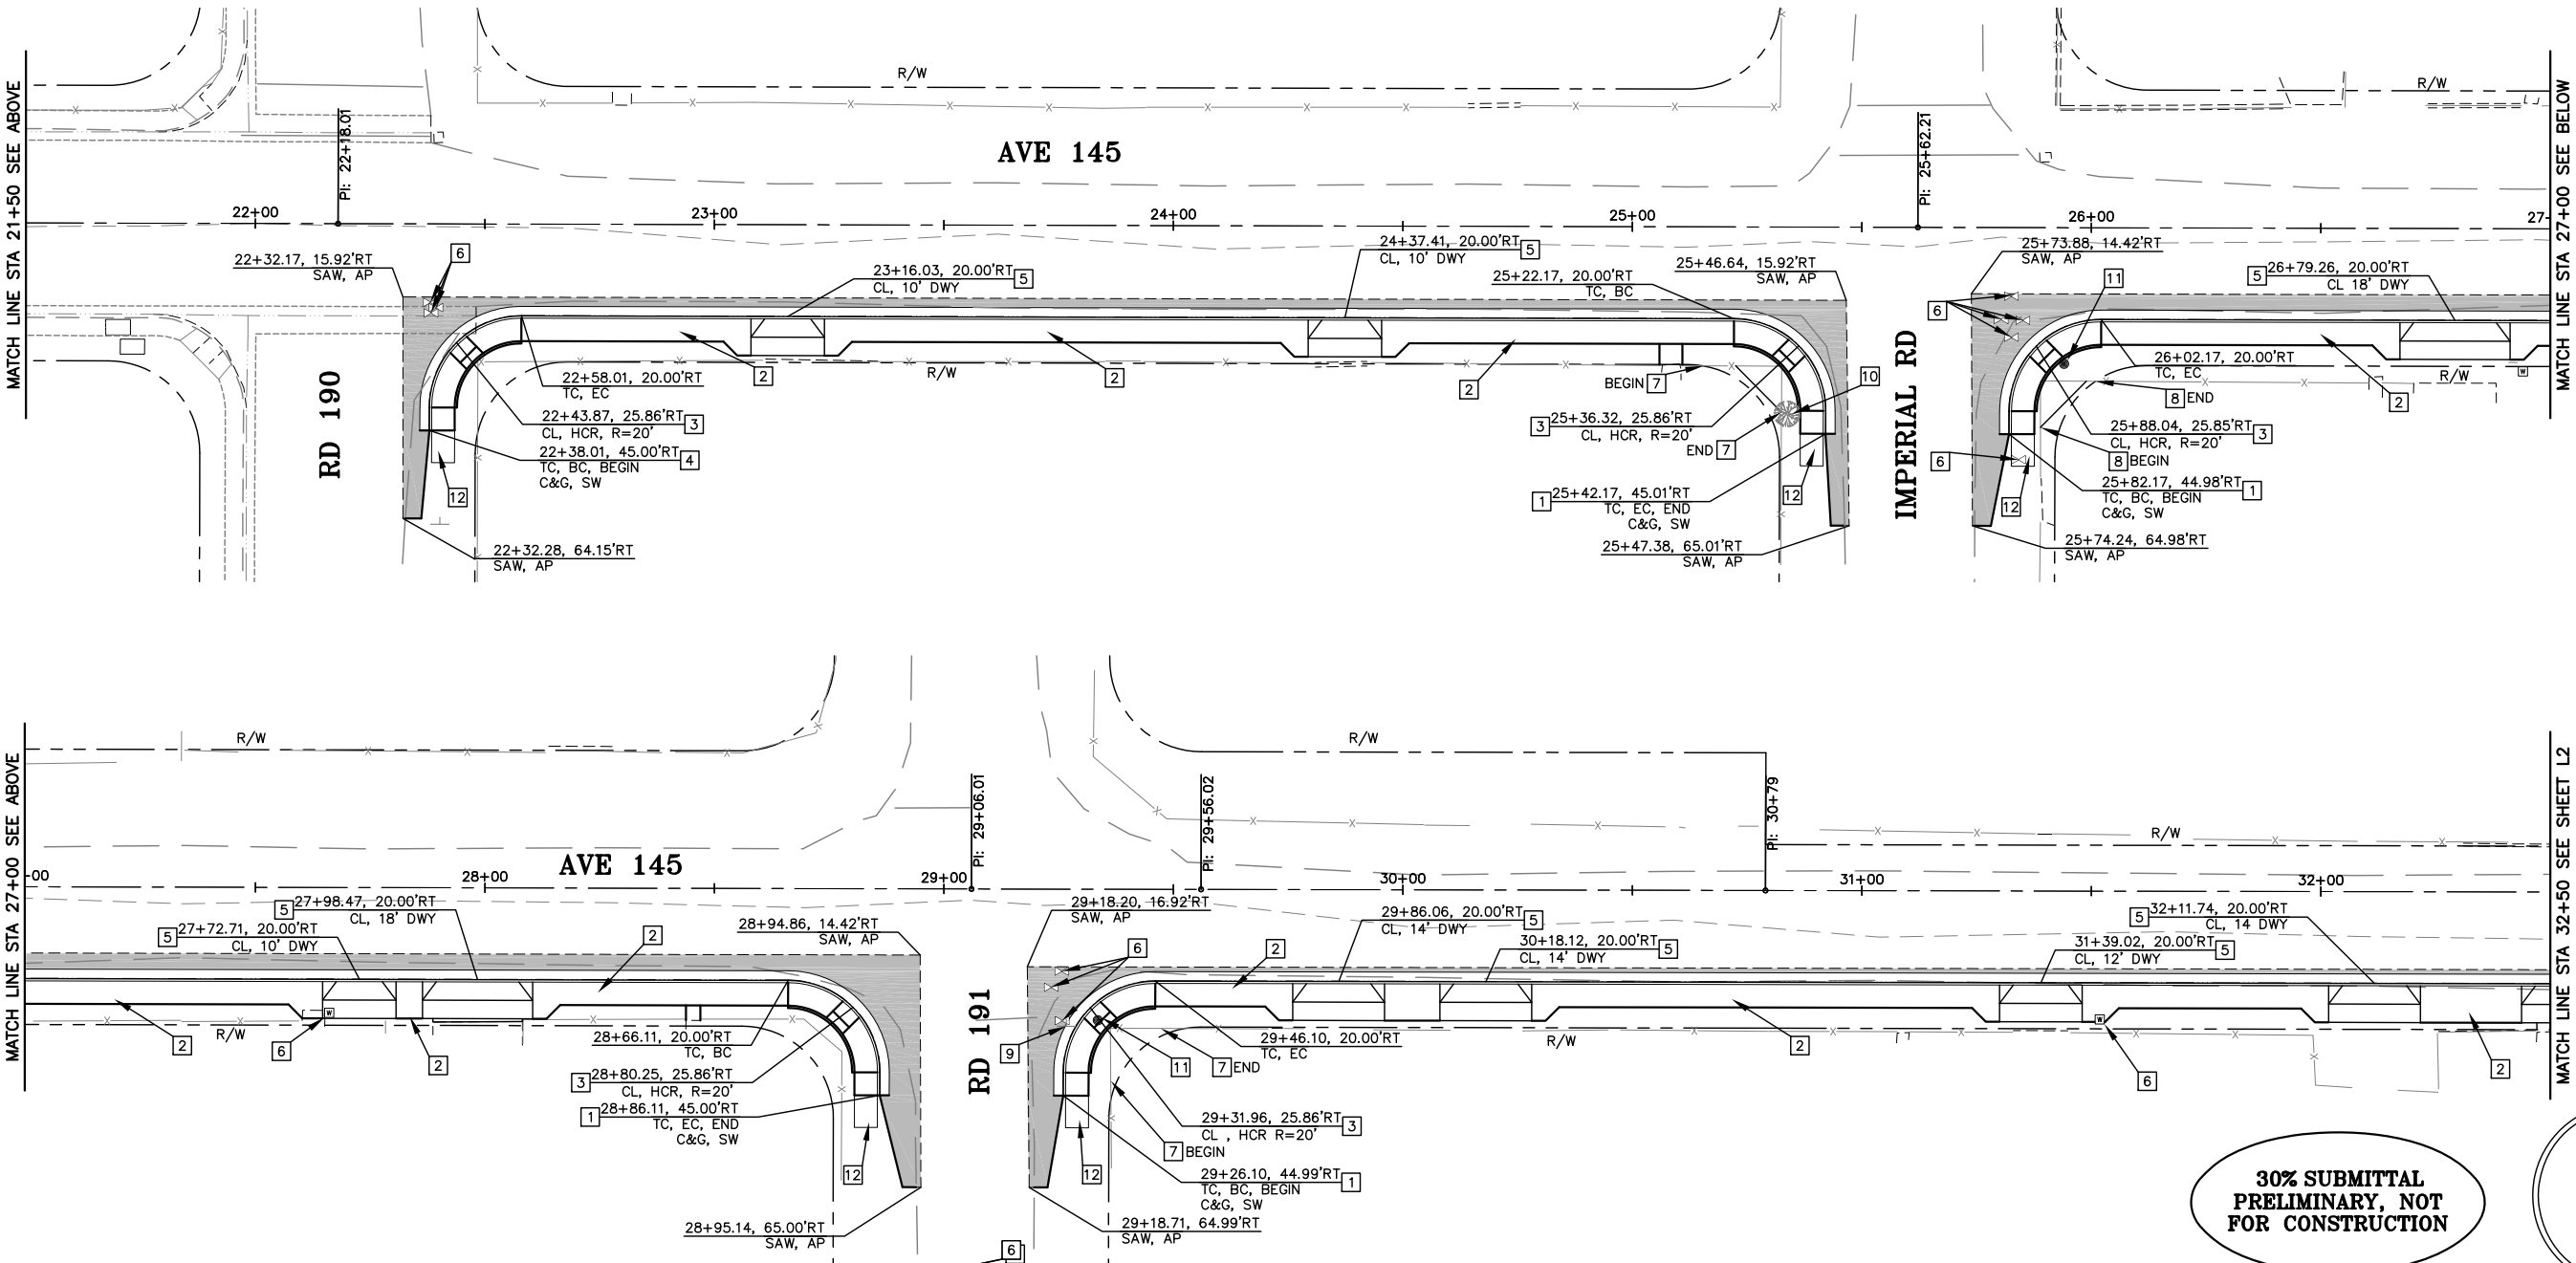 MATCH LINE STA 21+50 SEE ABOVE
R/W
R/W
AVE 145
PI: 22+18.01
PI: 25+62.21
MATCH LINE STA 27+00 SEE BELOW
22+00
23+00
24+00
25+00
26+00
27-
22+32.17, 15.92'RT
SAW, AP
6
23+16.03, 20.00'RT 5
CL, 10' DWY
24+37.41, 20.00'RT 5
CL, 10' DWY
25+22.17, 20.00'RT
TC, BC
25+46.64, 15.92'RT
SAW, AP
25+73.88, 14.42'RT
SAW, AP
11
5 26+79.26, 20.00'RT
CL 18' DWY
6
RD 190
22+58.01, 20.00'RT
TC, EC
2
R/W
2
2
BEGIN 7
10
IMPERIAL RD
26+02.17, 20.00'RT
TC, EC
R/W
W
8 END
2
22+43.87, 25.86'RT 3
CL, HCR, R=20'
3 25+36.32, 25.86'RT
CL, HCR, R=20'
END 7
25+88.04, 25.85'RT 3
CL, HCR, R=20'
22+38.01, 45.00'RT 4
TC, BC, BEGIN
C&G, SW
12
6
8 BEGIN
1 25+42.17, 45.01'RT
TC, EC, END
C&G, SW
12
12
25+82.17, 44.98'RT 1
TC, BC, BEGIN
C&G, SW
22+32.28, 64.15'RT
SAW, AP
25+47.38, 65.01'RT
SAW, AP
25+74.24, 64.98'RT
SAW, AP
MATCH LINE STA 27+00 SEE ABOVE
R/W
R/W
R/W
AVE 145
PI: 29+06.01
PI: 29+56.02
PI: 30+79
MATCH LINE STA 32+50 SEE SHEET L2
-00
28+00
29+00
30+00
31+00
32+00
5 27+98.47, 20.00'RT
CL, 18' DWY
5 27+72.71, 20.00'RT
CL, 10' DWY
2
28+94.86, 14.42'RT
SAW, AP
29+18.20, 16.92'RT
SAW, AP
6
2
29+86.06, 20.00'RT 5
CL, 14' DWY
30+18.12, 20.00'RT 5
CL, 14' DWY
31+39.02, 20.00'RT 5
CL, 12' DWY
5 32+11.74, 20.00'RT
CL, 14 DWY
W
W
2
R/W
6
2
28+66.11, 20.00'RT
TC, BC
RD 191
9
11
7 END
29+46.10, 20.00'RT
TC, EC
R/W
2
6
2
3 28+80.25, 25.86'RT
CL, HCR, R=20'
1 28+86.11, 45.00'RT
TC, EC, END
C&G, SW
12
12
29+31.96, 25.86'RT 3
CL , HCR R=20'
7 BEGIN
29+26.10, 44.99'RT 1
TC, BC, BEGIN
C&G, SW
28+95.14, 65.00'RT
SAW, AP
29+18.71, 64.99'RT
SAW, AP
6
30% SUBMITTAL
PRELIMINARY, NOT
FOR CONSTRUCTION